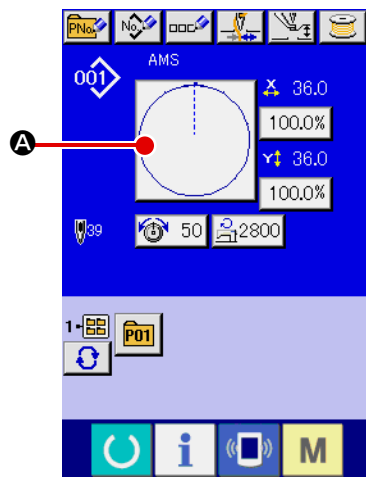 PNo. No.
AMS
001
X 36.0
100.0%
A
Y 36.0
100.0%
39 50 2800
1
P01
i M